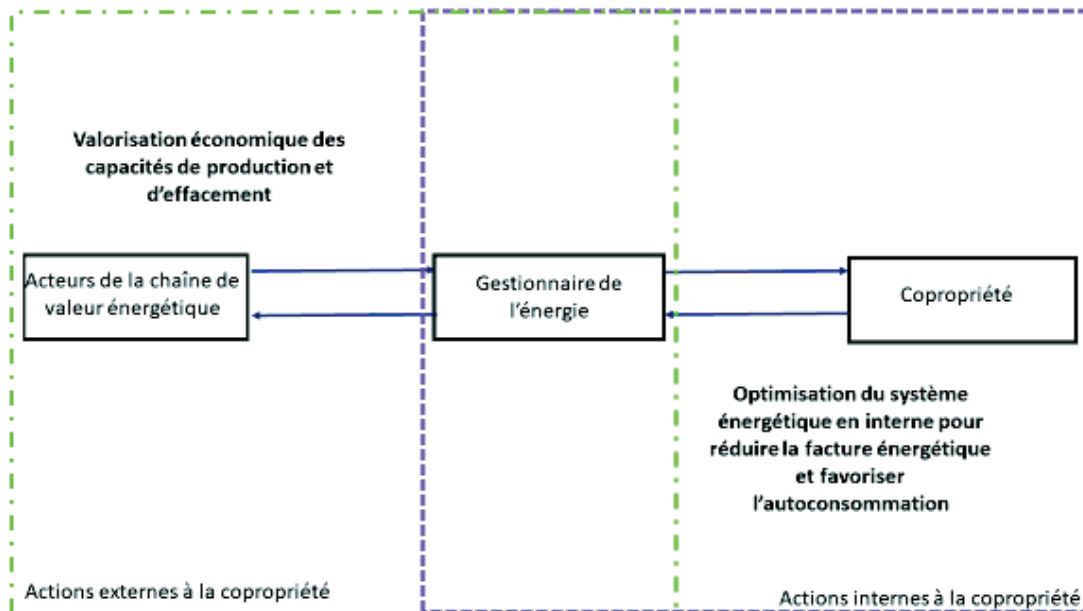 Valorisation économique des
capacités de production et
d'effacement
Acteurs de la chaîne de
valeur énergétique
Gestionnaire de
l'énergie
Copropriété
Optimisation du système
énergétique en interne pour
réduire la facture énergétique
et favoriser
l'autoconsommation
Actions externes à la copropriété
Actions internes à la copropriété